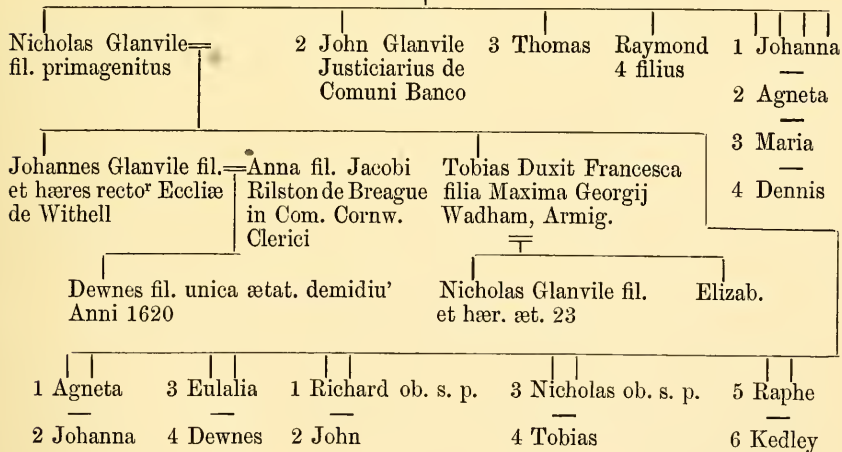 Nicholas Glanvile
fil. primagenitus
2 John Glanvile
Justiciarius de
Comuni Banco
3 Thomas
Raymond
4 filius
1 Johanna
2 Agneta
3 Maria
4 Dennis
Johannes Glanvile fil.
et hæres rectoʳ Eccliæ
de Withell
Anna fil. Jacobi
Rilston de Breague
in Com. Cornw.
Clerici
Tobias Duxit Francesca
filia Maxima Georgij
Wadham, Armig.
Dewnes fil. unica ætat. demidiu'
Anni 1620
Nicholas Glanvile fil.
et hær. æt. 23
Elizab.
1 Agneta
2 Johanna
3 Eulalia
4 Dewnes
1 Richard ob. s. p.
2 John
3 Nicholas ob. s. p.
4 Tobias
5 Raphe
6 Kedley